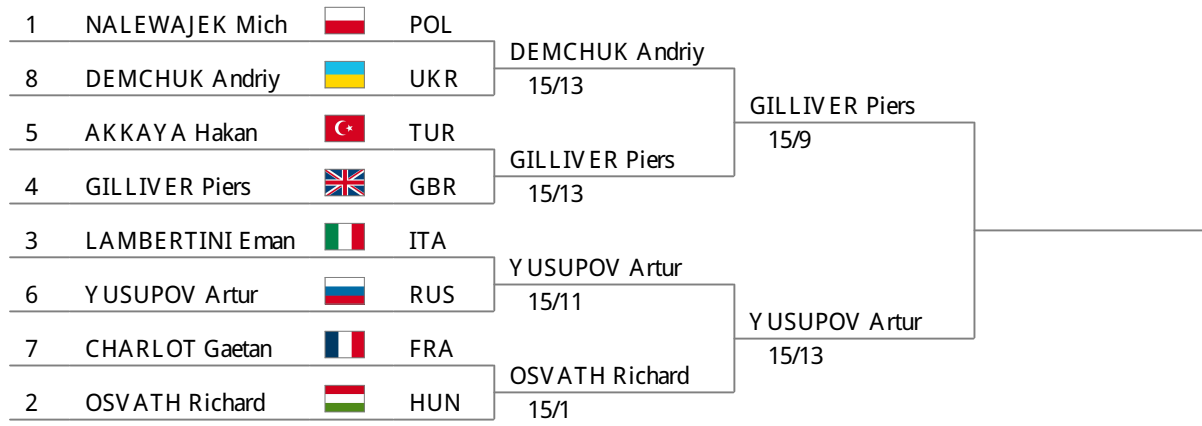 1 NALEWAJEK Mich POL
DEMCHUK Andriy
8 DEMCHUK Andriy UKR
15/13
GILLIVER Piers
5 AKKAYA Hakan TUR
15/9
GILLIVER Piers
4 GILLIVER Piers GBR
15/13
3 LAMBERTINI Eman ITA
YUSUPOV Artur
6 YUSUPOV Artur RUS
15/11
YUSUPOV Artur
7 CHARLOT Gaetan FRA
15/13
OSVATH Richard
2 OSVATH Richard HUN
15/1